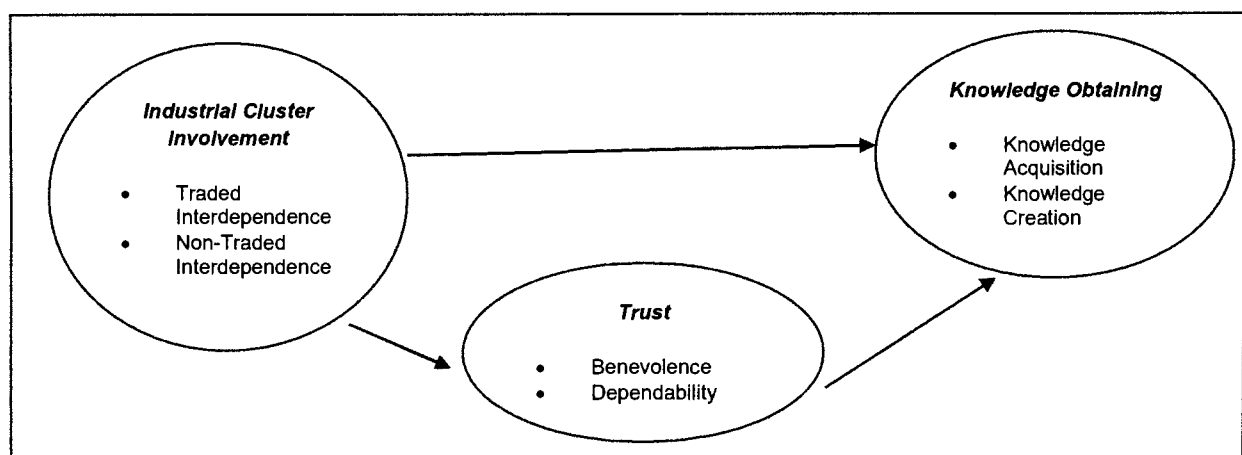 Industrial Cluster
Involvement
• Traded
Interdependence
• Non-Traded
Interdependence
Knowledge Obtaining
• Knowledge
Acquisition
• Knowledge
Creation
Trust
• Benevolence
• Dependability